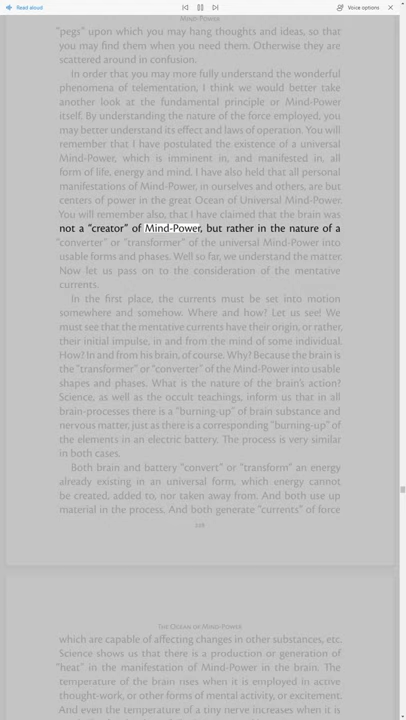 Read aloud
Voice options
Mind-Power
"pegs" upon which you may hang thoughts and ideas, so that
you may find them when you need them. Otherwise they are
scattered around in confusion.
In order that you may more fully understand the wonderful
phenomena of telementation, I think we would better take
another look at the fundamental principle or Mind-Power
itself. By understanding the nature of the force employed, you
may better understand its effect and laws of operation. You will
remember that I have postulated the existence of a universal
Mind-Power, which is imminent in, and manifested in, all
form of life, energy and mind. I have also held that all personal
manifestations of Mind-Power, in ourselves and others, are but
centers of power in the great Ocean of Universal Mind-Power.
You will remember also, that I have claimed that the brain was
not a "creator" of Mind-Power, but rather in the nature of a
"converter" or "transformer" of the universal Mind-Power into
usable forms and phases. Well so far, we understand the matter.
Now let us pass on to the consideration of the mentative
currents.
In the first place, the currents must be set into motion
somewhere and somehow. Where and how? Let us see! We
must see that the mentative currents have their origin, or rather,
their initial impulse, in and from the mind of some individual.
How? In and from his brain, of course. Why? Because the brain is
the "transformer" or "converter" of the Mind-Power into usable
shapes and phases. What is the nature of the brain's action?
Science, as well as the occult teachings, inform us that in all
brain-processes there is a "burning-up" of brain substance and
nervous matter, just as there is a corresponding "burning-up" of
the elements in an electric battery. The process is very similar
in both cases.
Both brain and battery "convert" or "transform" an energy
already existing in an universal form, which energy cannot
be created, added to, nor taken away from. And both use up
material in the process. And both generate "currents" of force
228
The Ocean of Mind-Power
which are capable of affecting changes in other substances, etc.
Science shows us that there is a production or generation of
"heat" in the manifestation of Mind-Power in the brain. The
temperature of the brain rises when it is employed in active
thought-work, or other forms of mental activity, or excitement.
And even the temperature of a tiny nerve increases when it is